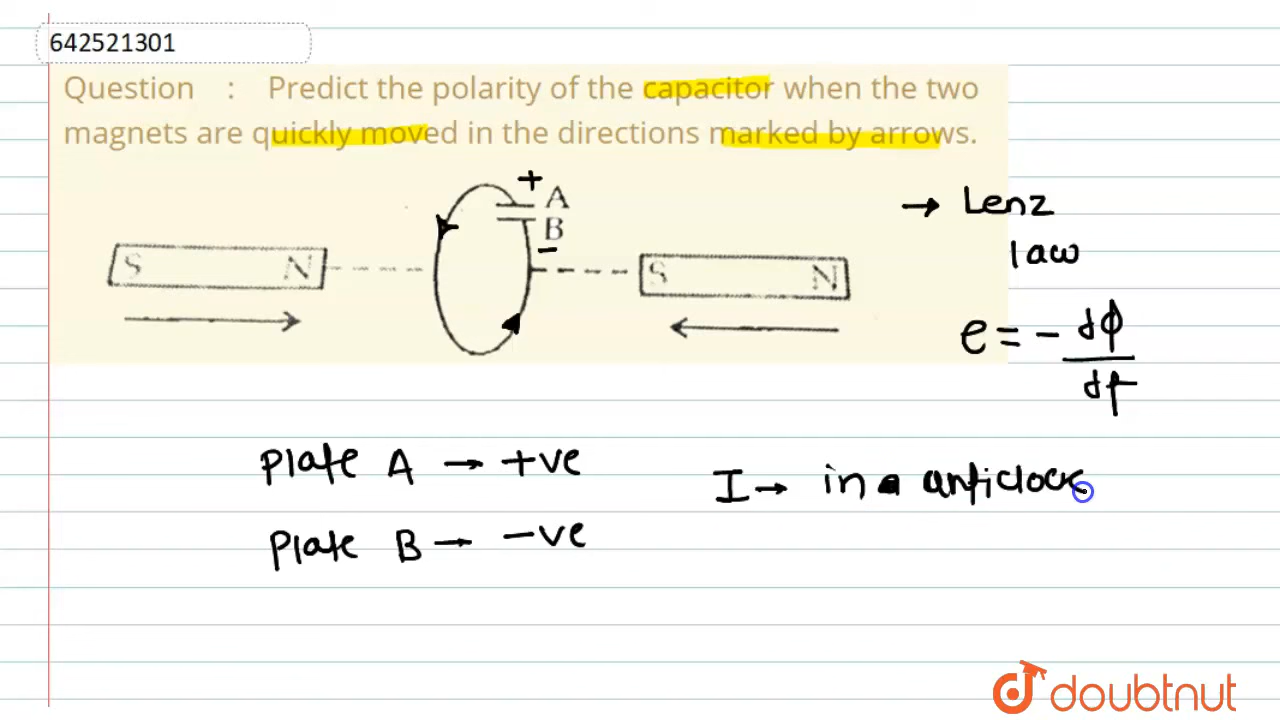 642521301
Question : Predict the polarity of the capacitor when the two
magnets are quickly moved in the directions marked by arrows.
+
A
B
-
S N
S N
→ Lenz
law
e = - dϕ
dt
Plate A → +ve
Plate B → -ve
I → in a anticlock
doubtnut